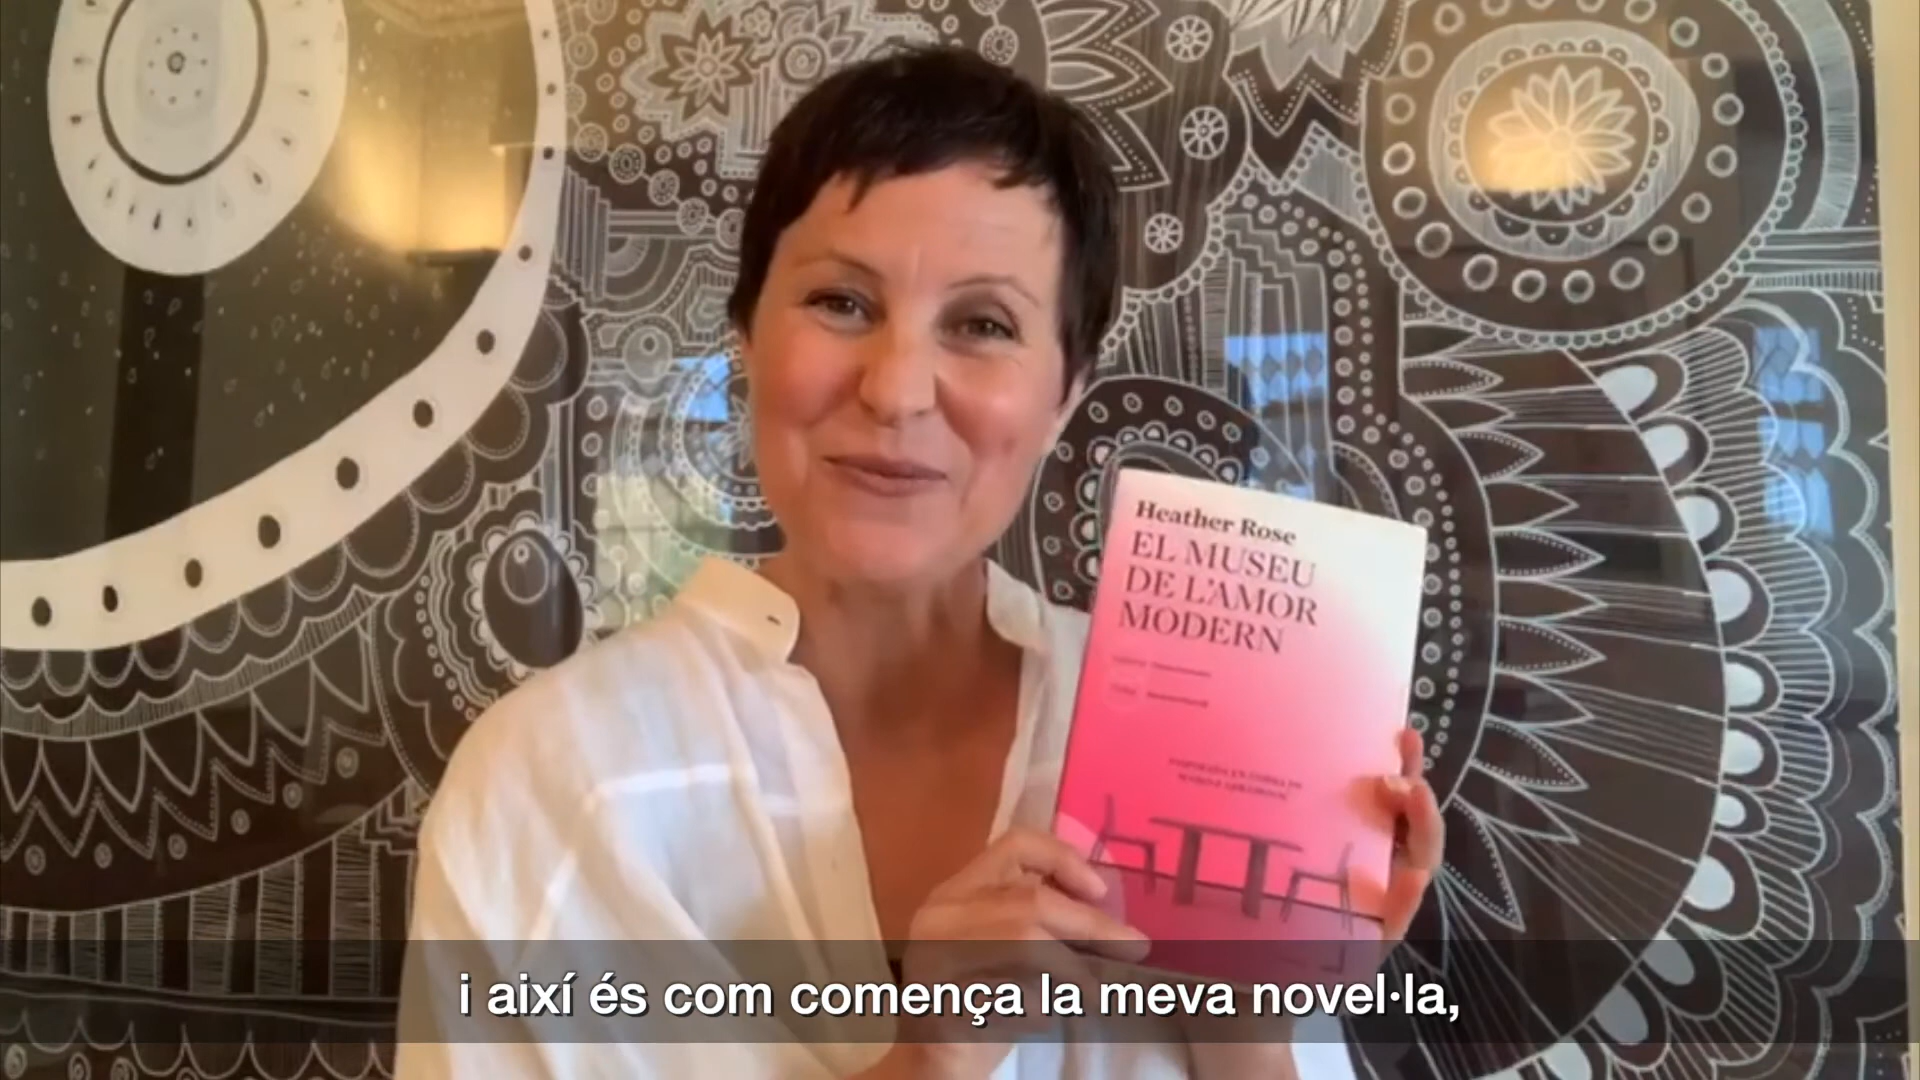 Heather Rose
EL MUSEU
DE L'AMOR
MODERN
i així és com comença la meva novel·la,